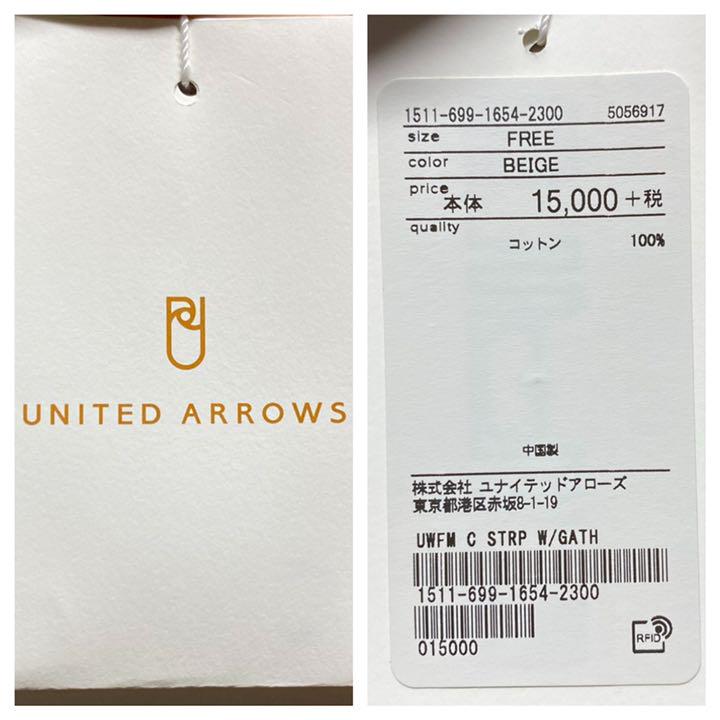 UNITED ARROWS
1511-699-1654-2300 5056917
size FREE
color BEIGE
price 本体 15,000+税
quality
コットン 100%
中国製
株式会社 ユナイテッドアローズ
東京都港区赤坂8-1-19
UWFM C STRP W/GATH
1511-699-1654-2300
015000
RFID